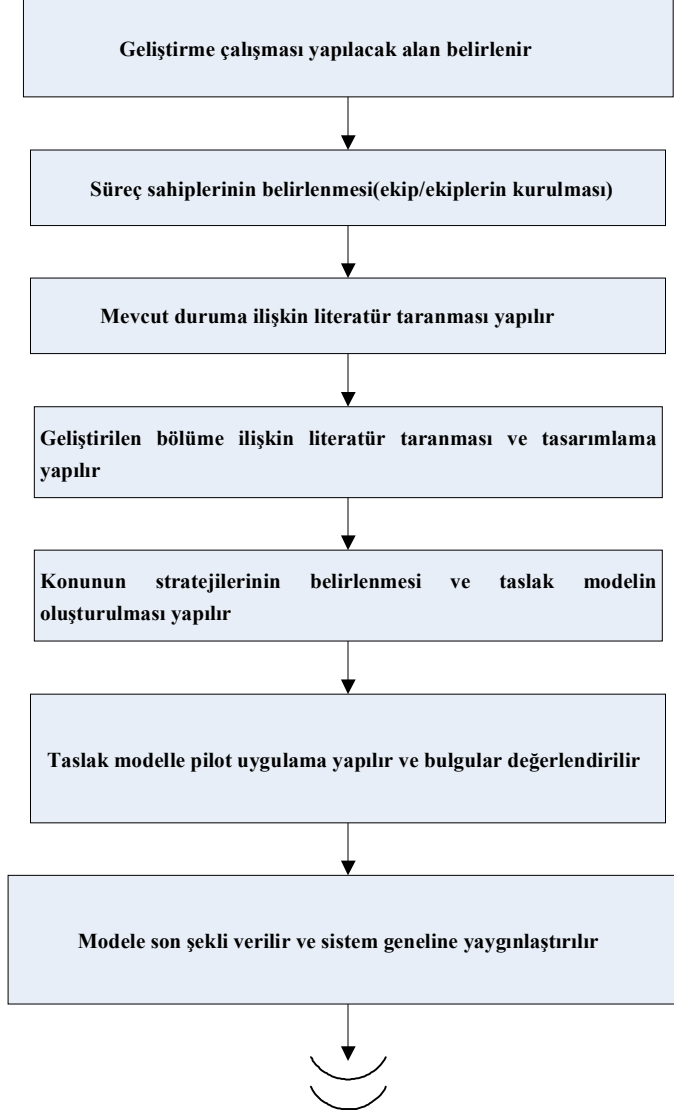 Geliştirme çalışması yapılacak alan belirlenir
Süreç sahiplerinin belirlenmesi(ekip/ekiplerin kurulması)
Mevcut duruma ilişkin literatür taranması yapılır
Geliştirilen bölüme ilişkin literatür taranması ve tasarımlama
yapılır
Konunun stratejilerinin belirlenmesi ve taslak modelin
oluşturulması yapılır
Taslak modelle pilot uygulama yapılır ve bulgular değerlendirilir
Modele son şekli verilir ve sistem geneline yaygınlaştırılır